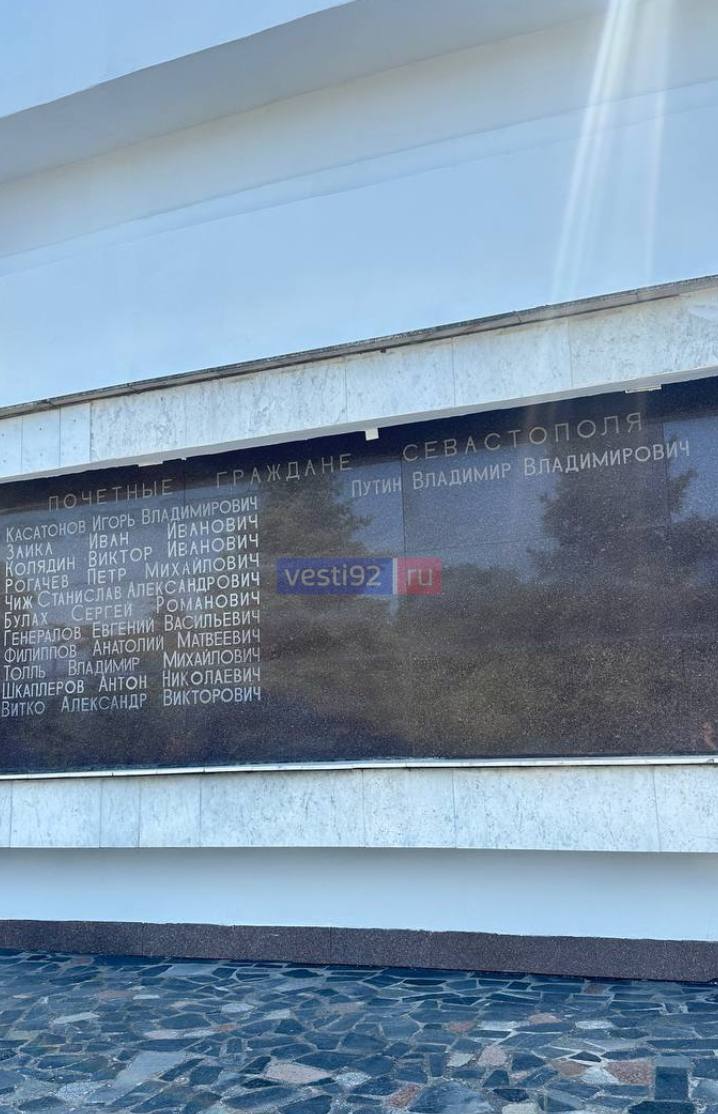 ПОЧЕТНЫЕ ГРАЖДАНЕ СЕВАСТОПОЛЯ
КАСАТОНОВ ИГОРЬ ВЛАДИМИРОВИЧ
ЗАИКА ИВАН ИВАНОВИЧ
КОЛЯДИН ВИКТОР ИВАНОВИЧ
РОГАЧЕВ ПЕТР МИХАЙЛОВИЧ
ЧИЖ СТАНИСЛАВ АЛЕКСАНДРОВИЧ
БУЛАХ СЕРГЕЙ РОМАНОВИЧ
ГЕНЕРАЛОВ ЕВГЕНИЙ ВАСИЛЬЕВИЧ
ФИЛИППОВ АНАТОЛИЙ МАТВЕЕВИЧ
ТОЛЛЬ ВЛАДИМИР МИХАЙЛОВИЧ
ШКАПЛЕРОВ АНТОН НИКОЛАЕВИЧ
ВИТКО АЛЕКСАНДР ВИКТОРОВИЧ
ПУТИН ВЛАДИМИР ВЛАДИМИРОВИЧ
vesti92 ru